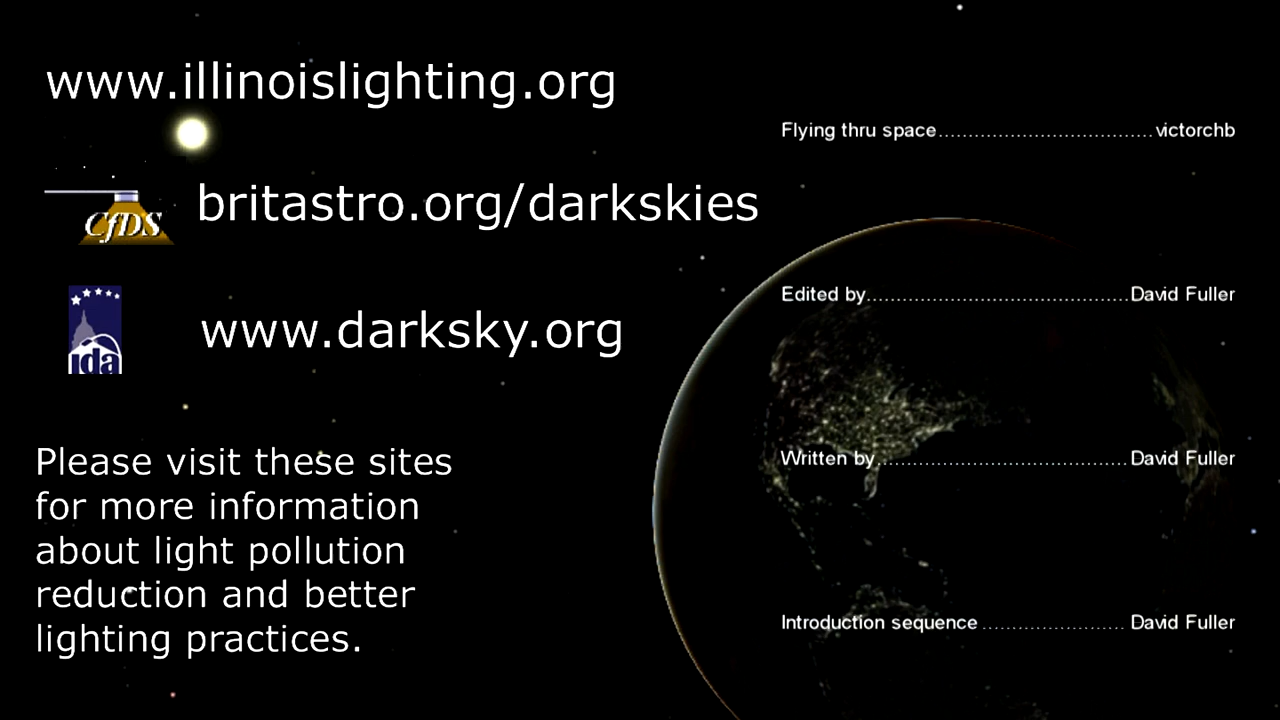 www.illinoislighting.org
CfDS
britastro.org/darkskies
ida
www.darksky.org
Please visit these sites
for more information
about light pollution
reduction and better
lighting practices.
Flying thru space....................................victorchb
Edited by............................................David Fuller
Written by..........................................David Fuller
Introduction sequence........................David Fuller